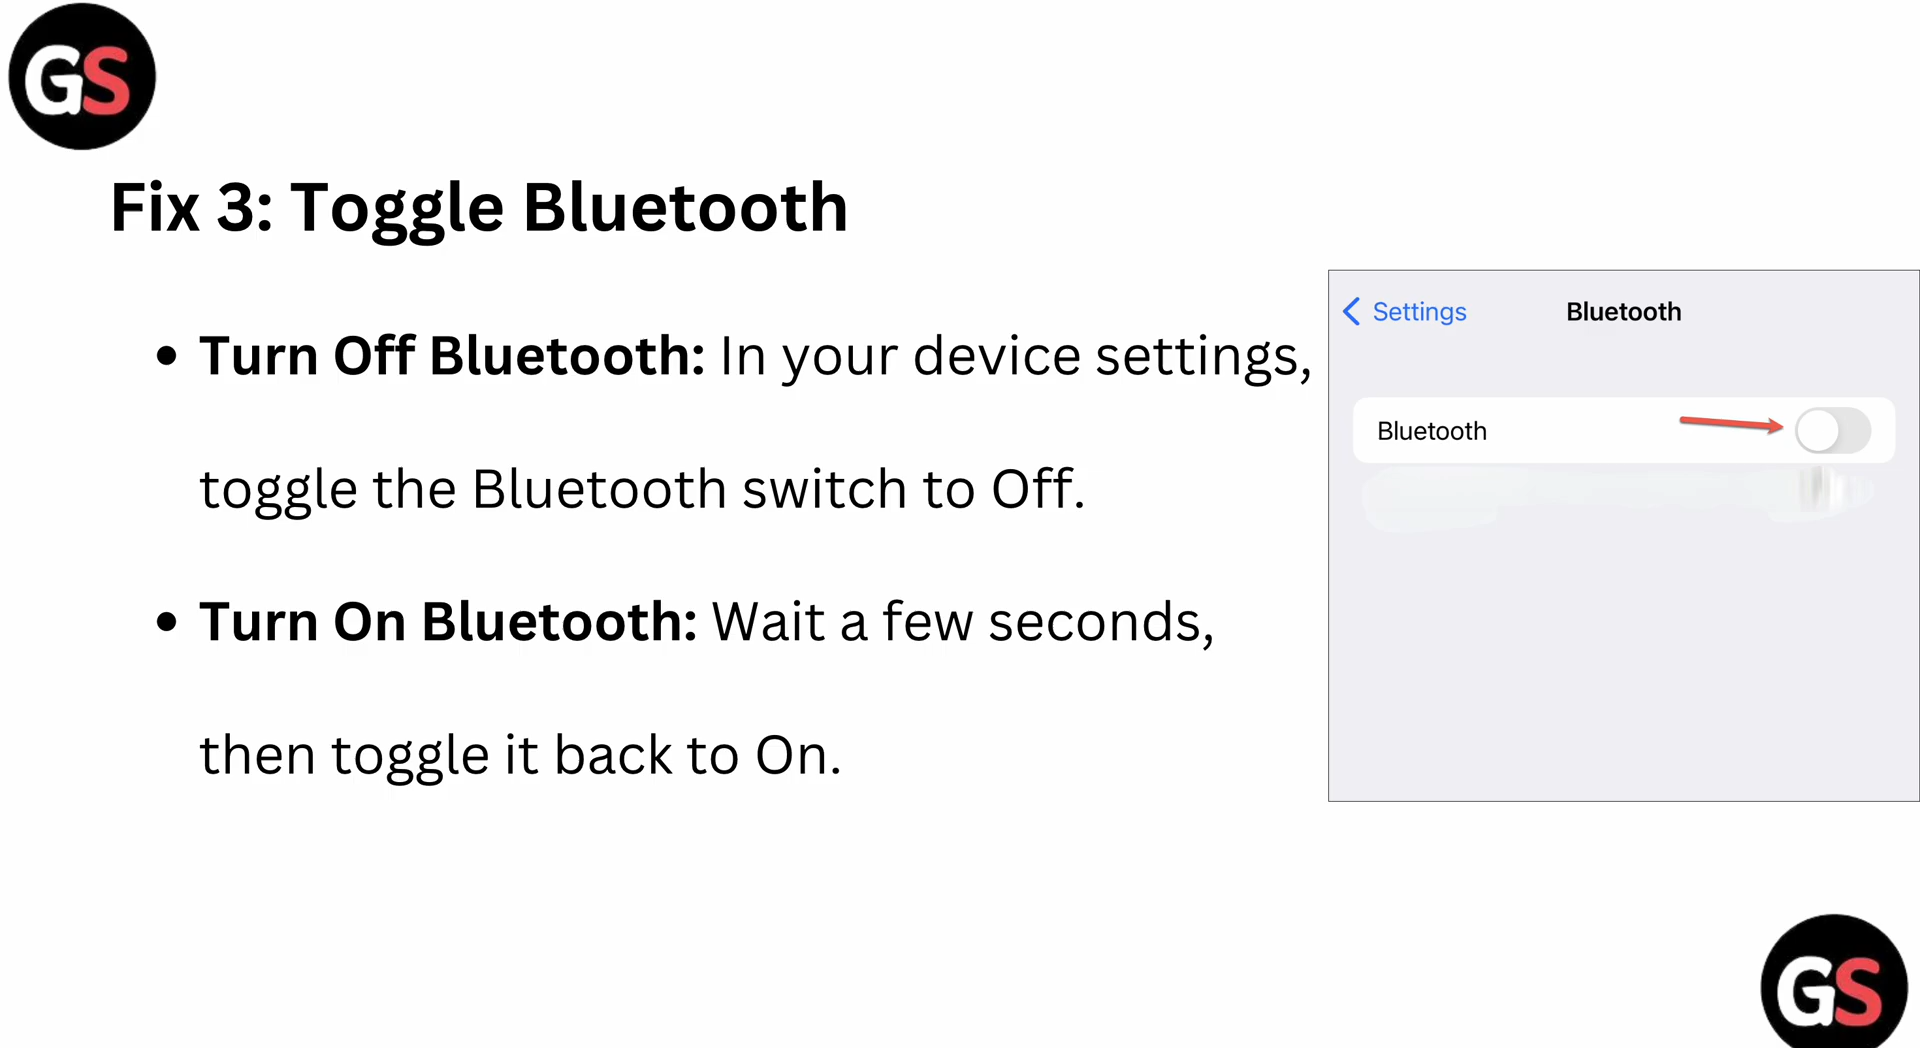 GS
Fix 3: Toggle Bluetooth
• Turn Off Bluetooth: In your device settings,
toggle the Bluetooth switch to Off.
• Turn On Bluetooth: Wait a few seconds,
then toggle it back to On.
Settings Bluetooth
Bluetooth
GS